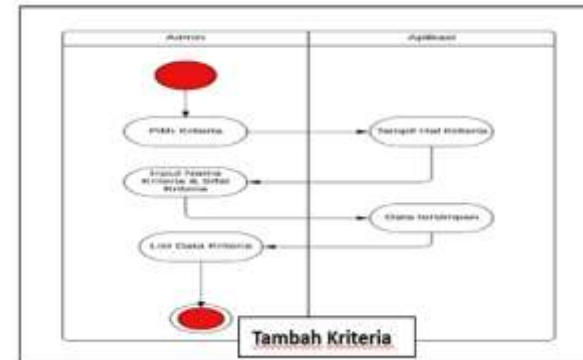 Admin
Aplikasi
Pilih Kriteria
Tampil Hal Kriteria
Input Nama
Kriteria & Sifat
Kriteria
Data tersimpan
List Data Kriteria
Tambah Kriteria